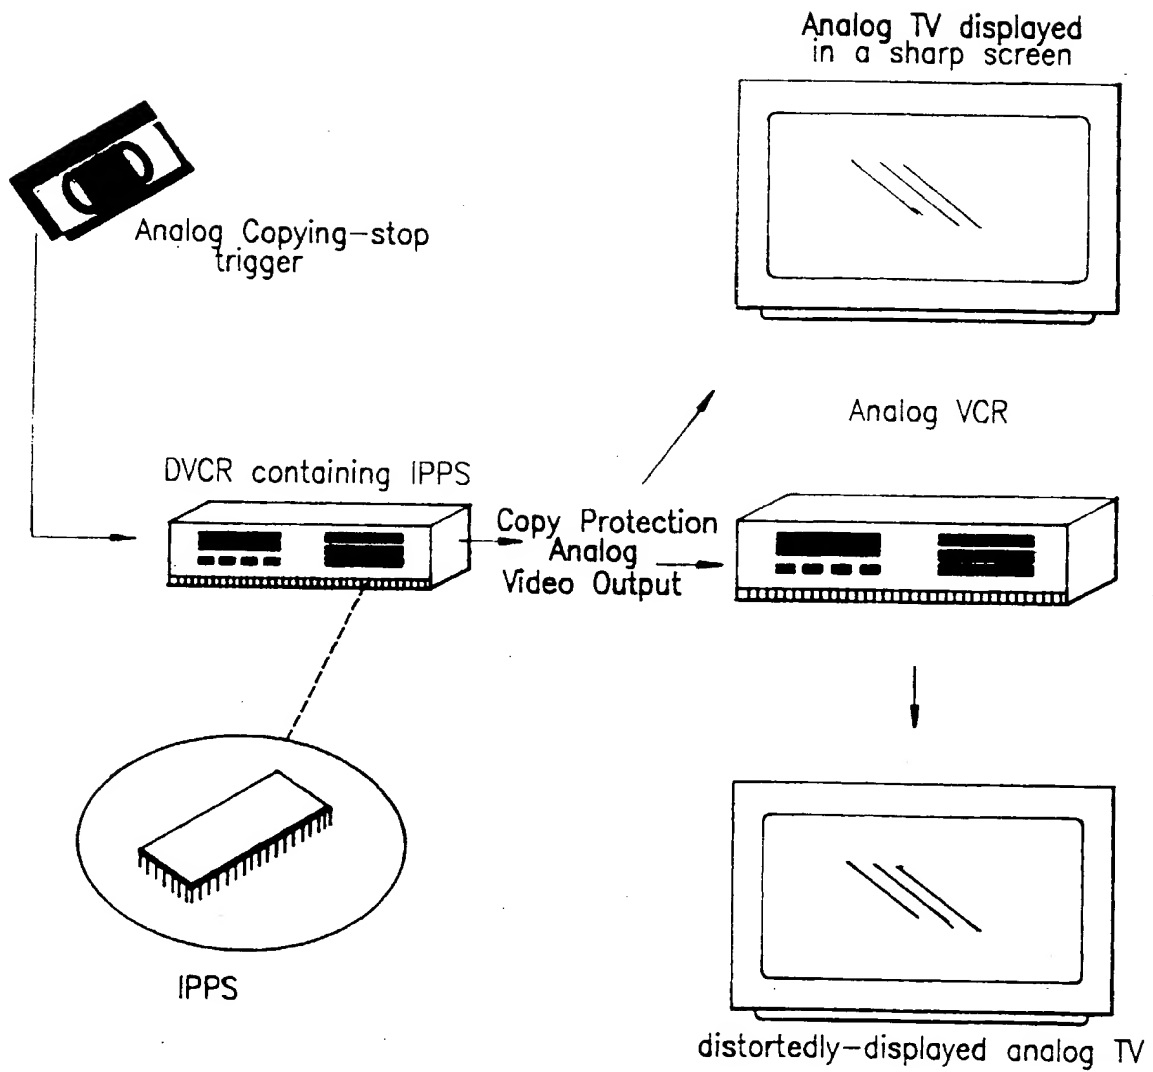 Analog TV displayed
in a sharp screen
Analog Copying-stop
trigger
Analog VCR
DVCR containing IPPS
Copy Protection
Analog
Video Output
IPPS
distortedly-displayed analog TV